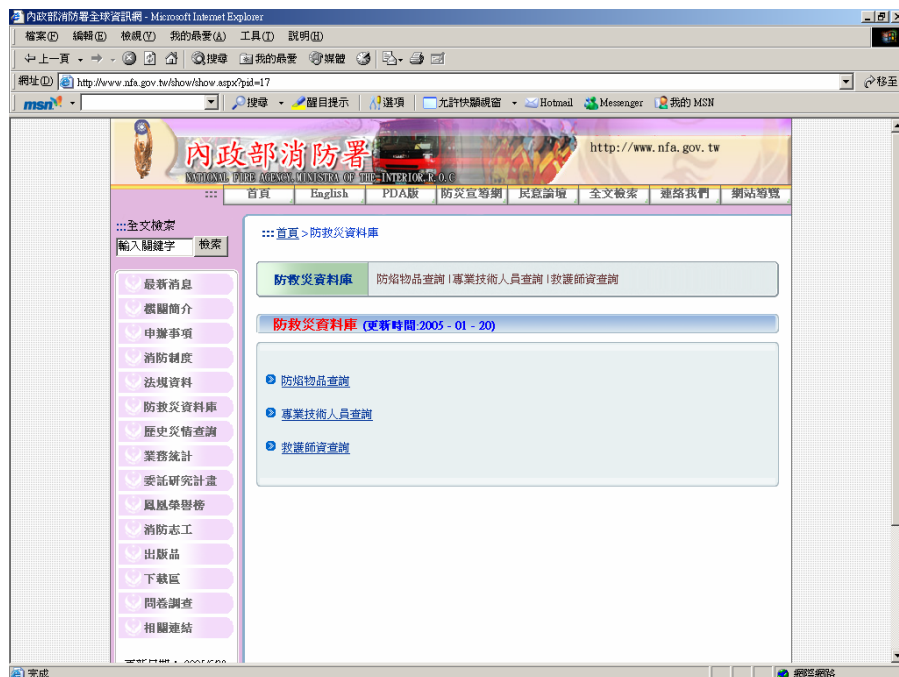 內政部消防署全球資訊網 - Microsoft Internet Explorer
檔案(F) 編輯(E) 檢視(V) 我的最愛(A) 工具(T) 說明(H)
上一頁 搜尋 我的最愛 媒體
網址(D) http://www.nfa.gov.tw/show/show.aspx?pid=17 移至
msn 搜尋 醒目提示 選項 允許快顯視窗 Hotmail Messenger 我的 MSN
內政部消防署 http://www.nfa.gov.tw
NATIONAL FIRE AGENCY, MINISTRA OF THE INTERIOR, R.O.C
::: 首頁 English PDA版 防災宣導網 民意論壇 全文檢索 連絡我們 網站導覽
:::全文檢索
輸入關鍵字 檢索
:::首頁>防救災資料庫
防救災資料庫 防焰物品查詢 | 專業技術人員查詢 | 救護師資查詢
防救災資料庫 (更新時間:2005 - 01 - 20)
防焰物品查詢
專業技術人員查詢
救護師資查詢
最新消息
機關簡介
申辦事項
消防制度
法規資料
防救災資料庫
歷史災情查詢
業務統計
委託研究計畫
鳳凰榮譽榜
消防志工
出版品
下載區
問卷調查
相關連結
完成 網際網路